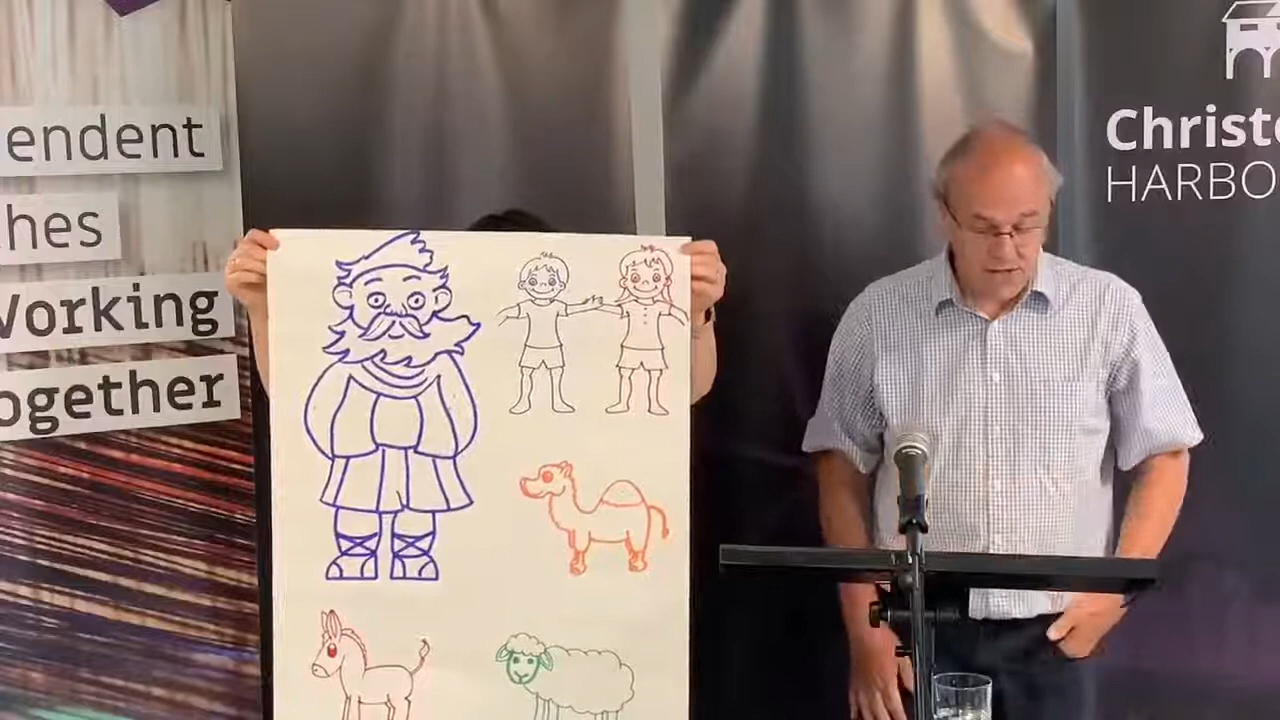 endent
hes
Working
ogether
Christ
HARBO